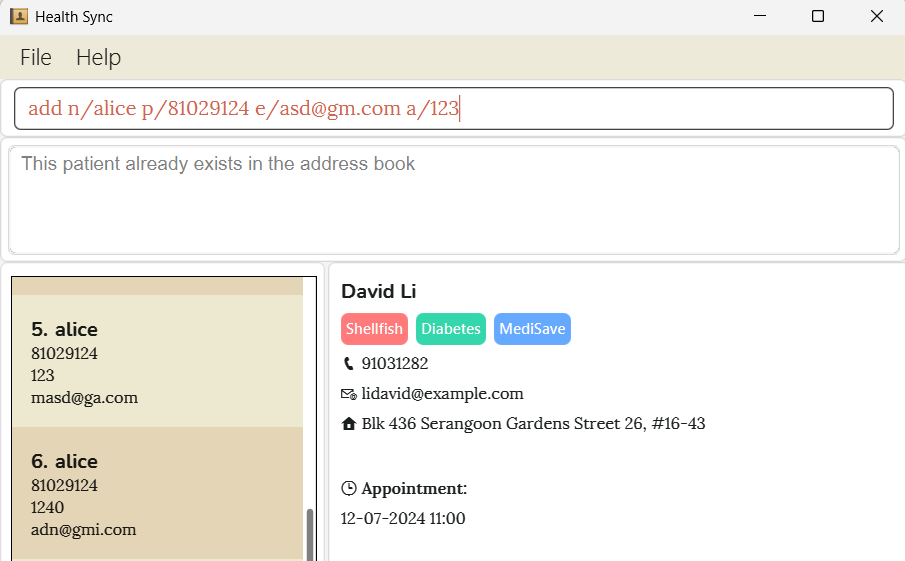 Health Sync
File Help
add n/alice p/81029124 e/asd@gm.com a/123
This patient already exists in the address book
5. alice
81029124
123
masd@ga.com
6. alice
81029124
1240
adn@gmi.com
David Li
Shellfish Diabetes MediSave
91031282
lidavid@example.com
Blk 436 Serangoon Gardens Street 26, #16-43
Appointment:
12-07-2024 11:00